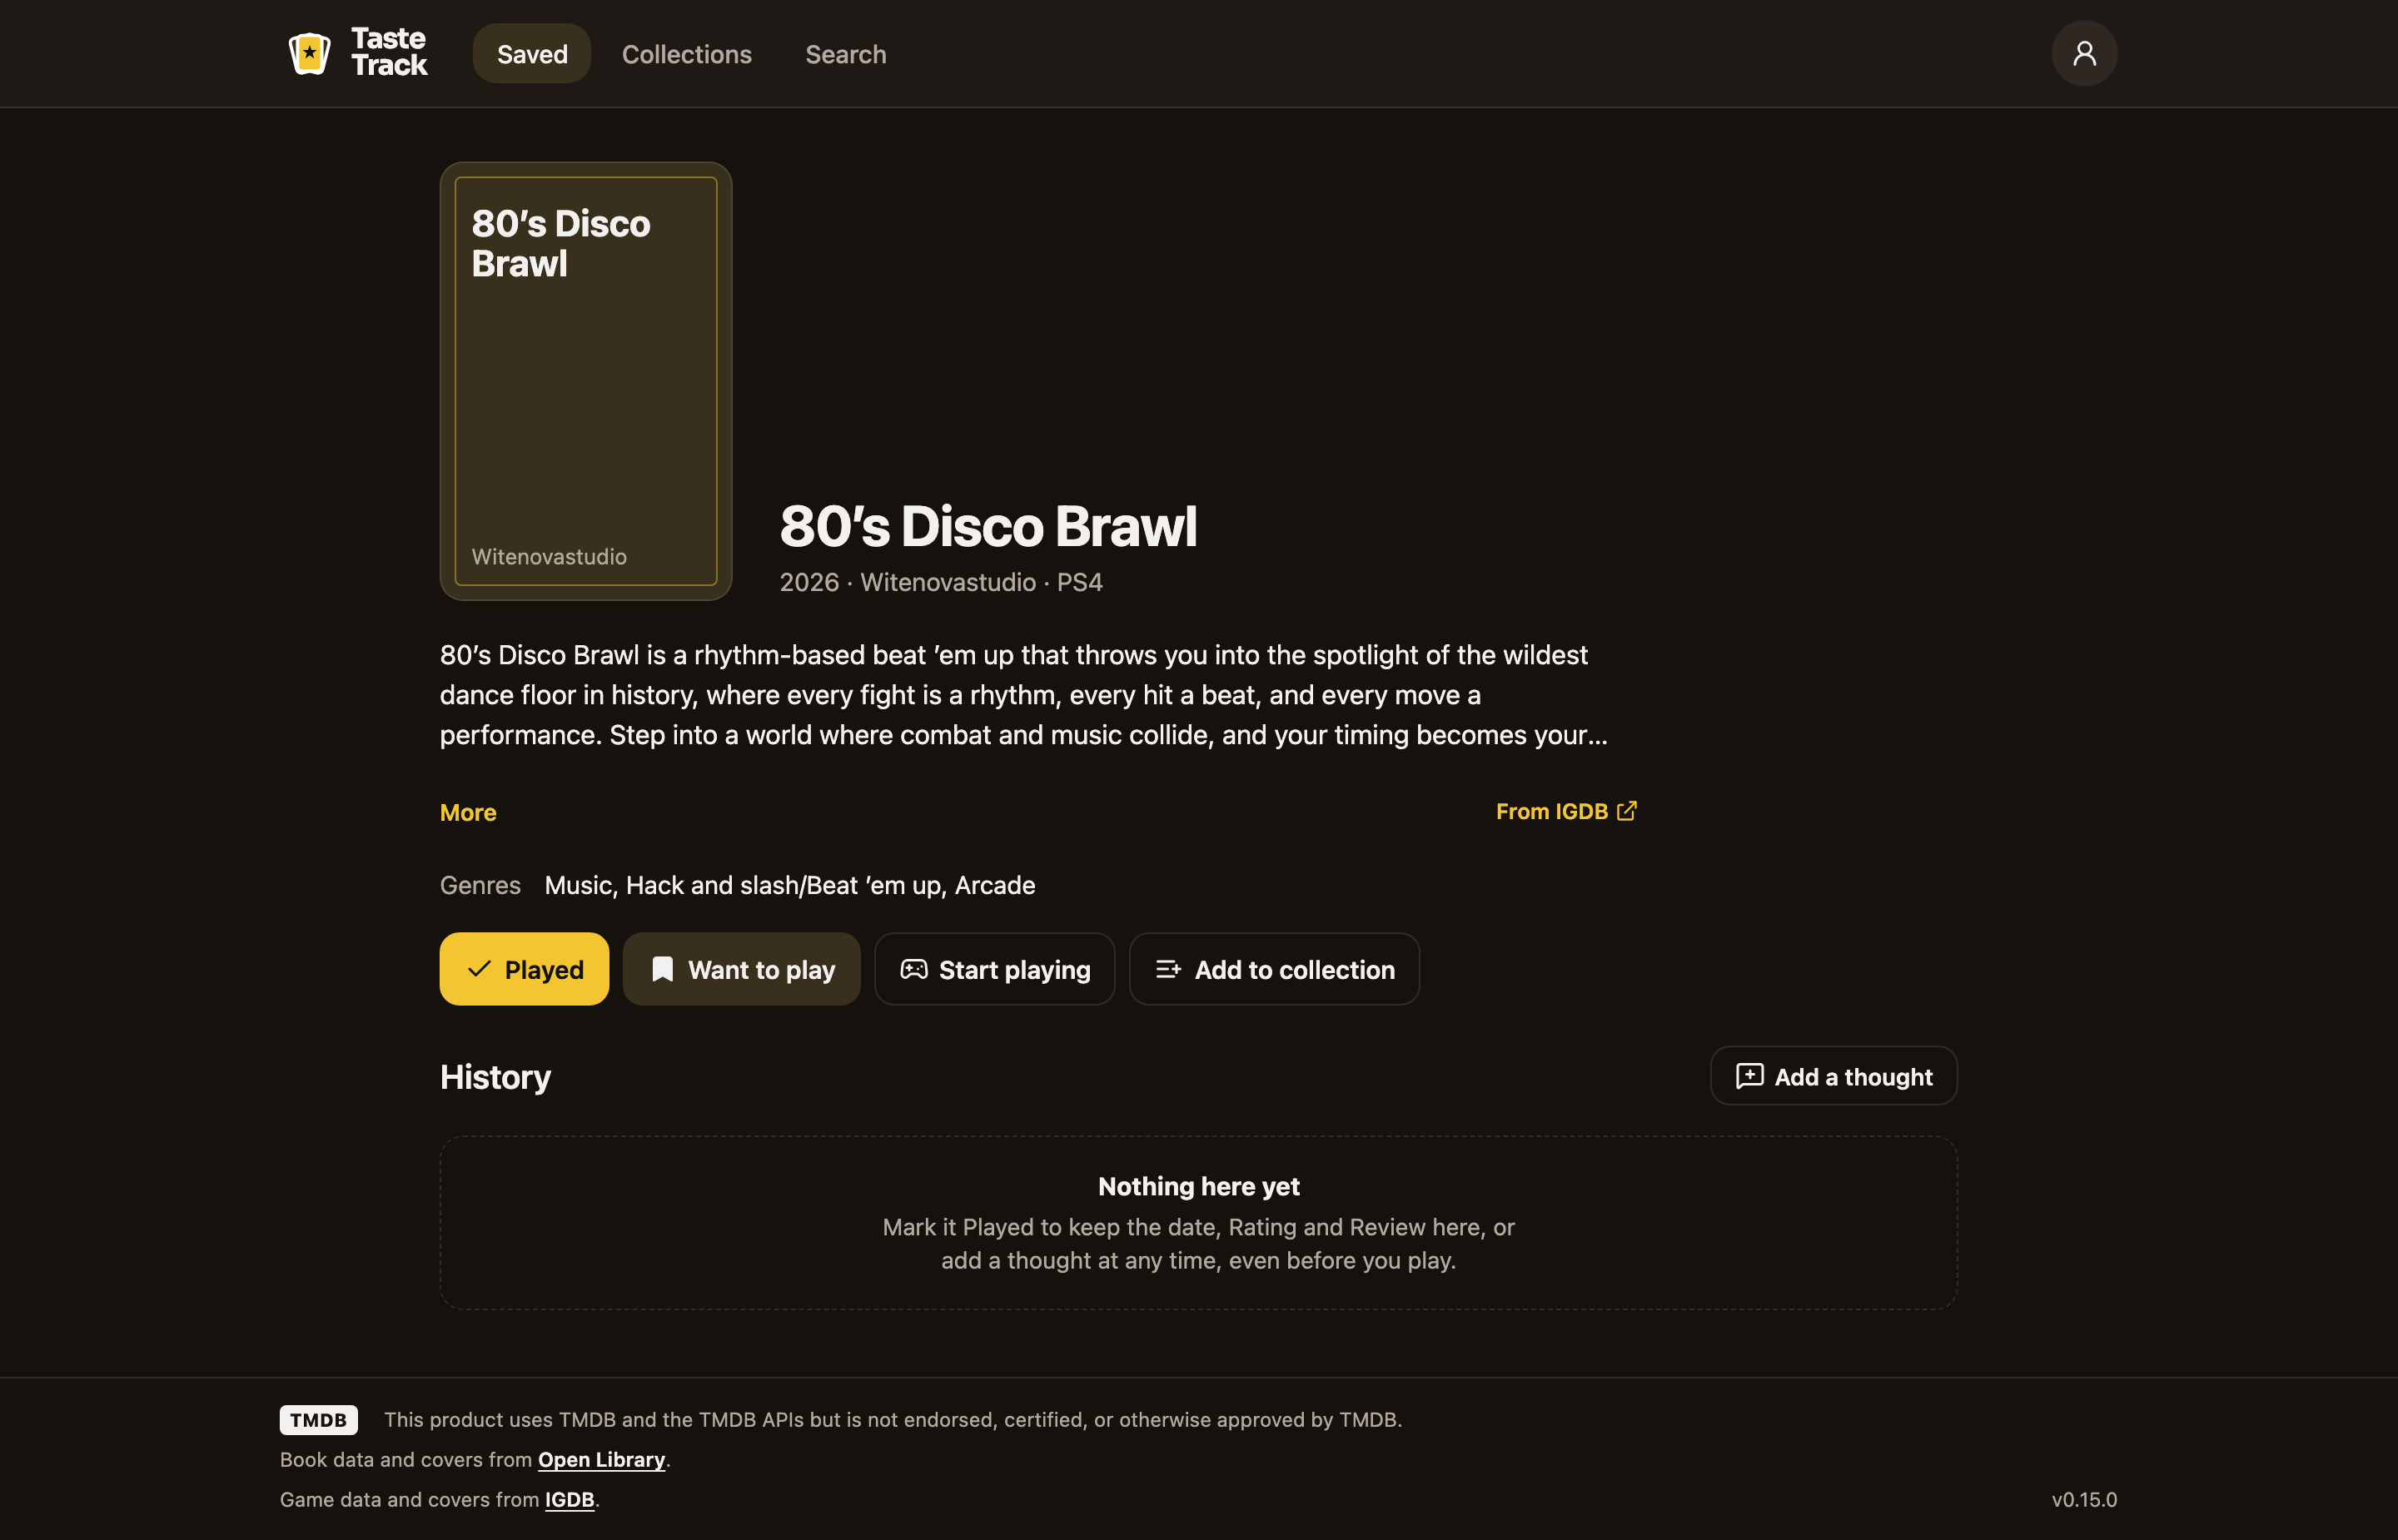 Taste
Track
Saved
Collections
Search
80’s Disco
Brawl
Witenovastudio
80’s Disco Brawl
2026 · Witenovastudio · PS4
80’s Disco Brawl is a rhythm-based beat ’em up that throws you into the spotlight of the wildest
dance floor in history, where every fight is a rhythm, every hit a beat, and every move a
performance. Step into a world where combat and music collide, and your timing becomes your…
More
From IGDB
Genres Music, Hack and slash/Beat ’em up, Arcade
Played
Want to play
Start playing
Add to collection
History
Add a thought
Nothing here yet
Mark it Played to keep the date, Rating and Review here, or
add a thought at any time, even before you play.
TMDB This product uses TMDB and the TMDB APIs but is not endorsed, certified, or otherwise approved by TMDB.
Book data and covers from Open Library.
Game data and covers from IGDB.
v0.15.0